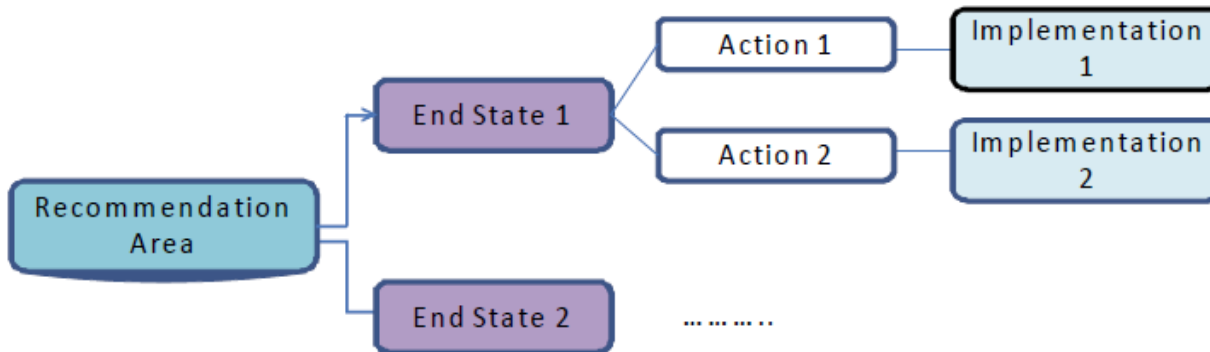 Action 1
Implementation
1
End State 1
Action 2
Implementation
2
Recommendation
Area
End State 2
………..